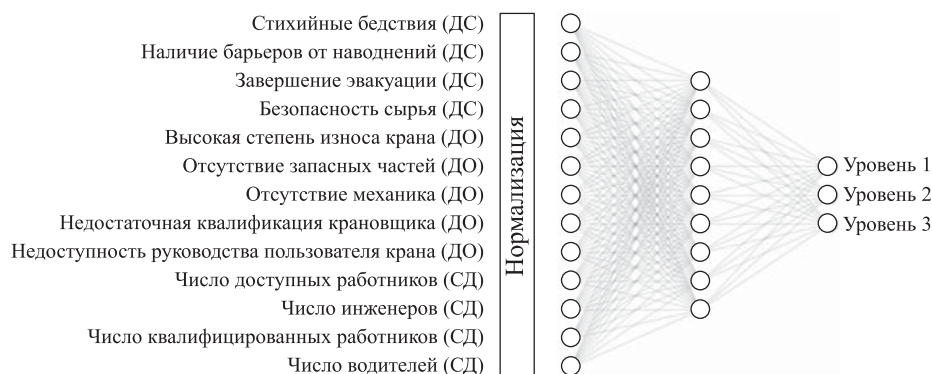 Стихийные бедствия (ДС)
Наличие барьеров от наводнений (ДС)
Завершение эвакуации (ДС)
Безопасность сырья (ДС)
Высокая степень износа крана (ДО)
Отсутствие запасных частей (ДО)
Отсутствие механика (ДО)
Недостаточная квалификация крановщика (ДО)
Недоступность руководства пользователя крана (ДО)
Число доступных работников (СД)
Число инженеров (СД)
Число квалифицированных работников (СД)
Число водителей (СД)
Нормализация
Уровень 1
Уровень 2
Уровень 3